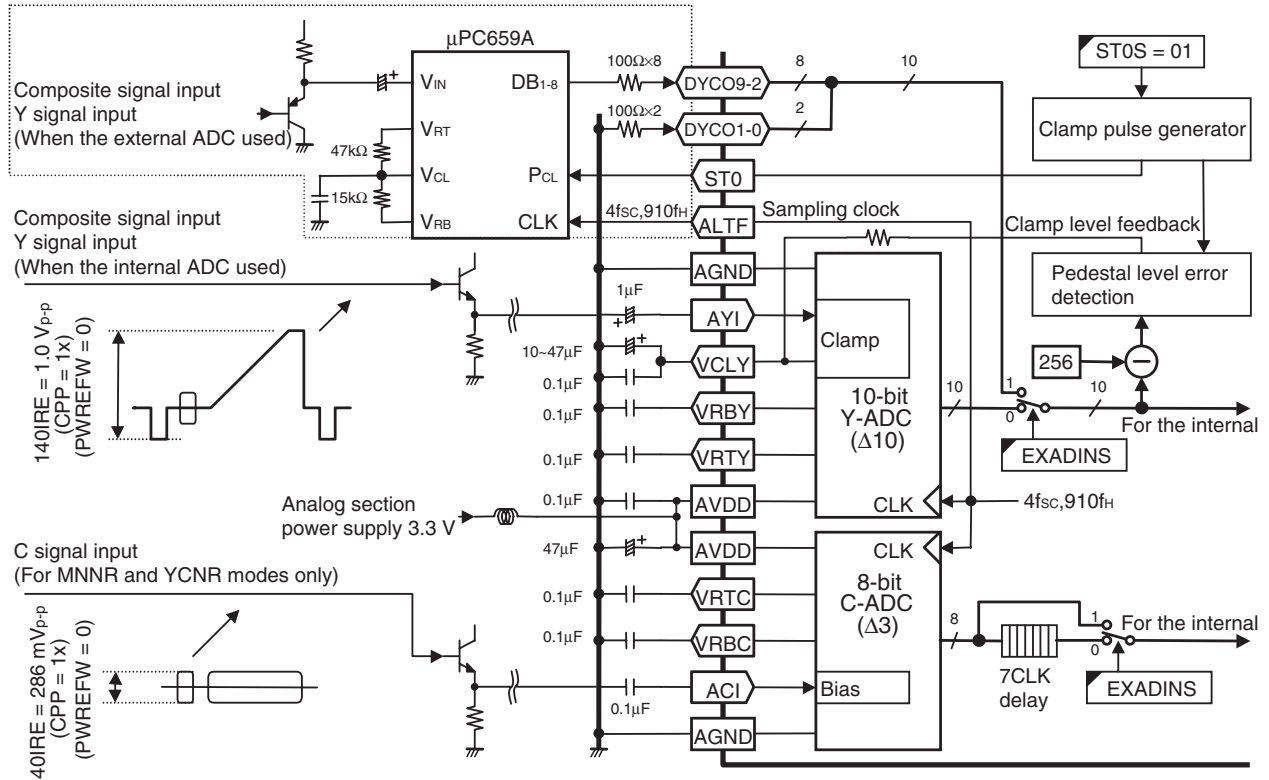 μPC659A
Composite signal input
Y signal input
(When the external ADC used)
VIN
VRT
VCL
VRB
DB1-8
PCL
CLK
47kΩ
15kΩ
100Ω×8
100Ω×2
DYCO9-2
DYCO1-0
ST0
ALTF
8
2
10
ST0S = 01
Clamp pulse generator
4fSC,910fH
Sampling clock
Clamp level feedback
Pedestal level error
detection
256
−
Composite signal input
Y signal input
(When the internal ADC used)
140IRE = 1.0 Vp-p
(CPP = 1x)
(PWREFW = 0)
1μF
+
10~47μF
+
0.1μF
0.1μF
0.1μF
0.1μF
47μF
+
0.1μF
0.1μF
0.1μF
AGND
AYI
VCLY
VRBY
VRTY
AVDD
AVDD
VRTC
VRBC
ACI
AGND
Clamp
10-bit
Y-ADC
(Δ10)
CLK
10
1
0
10
For the internal
EXADINS
4fSC,910fH
Analog section
power supply 3.3 V
C signal input
(For MNNR and YCNR modes only)
40IRE = 286 mVp-p
(CPP = 1x)
(PWREFW = 0)
CLK
8-bit
C-ADC
(Δ3)
Bias
8
7CLK
delay
1
0
For the internal
EXADINS
+